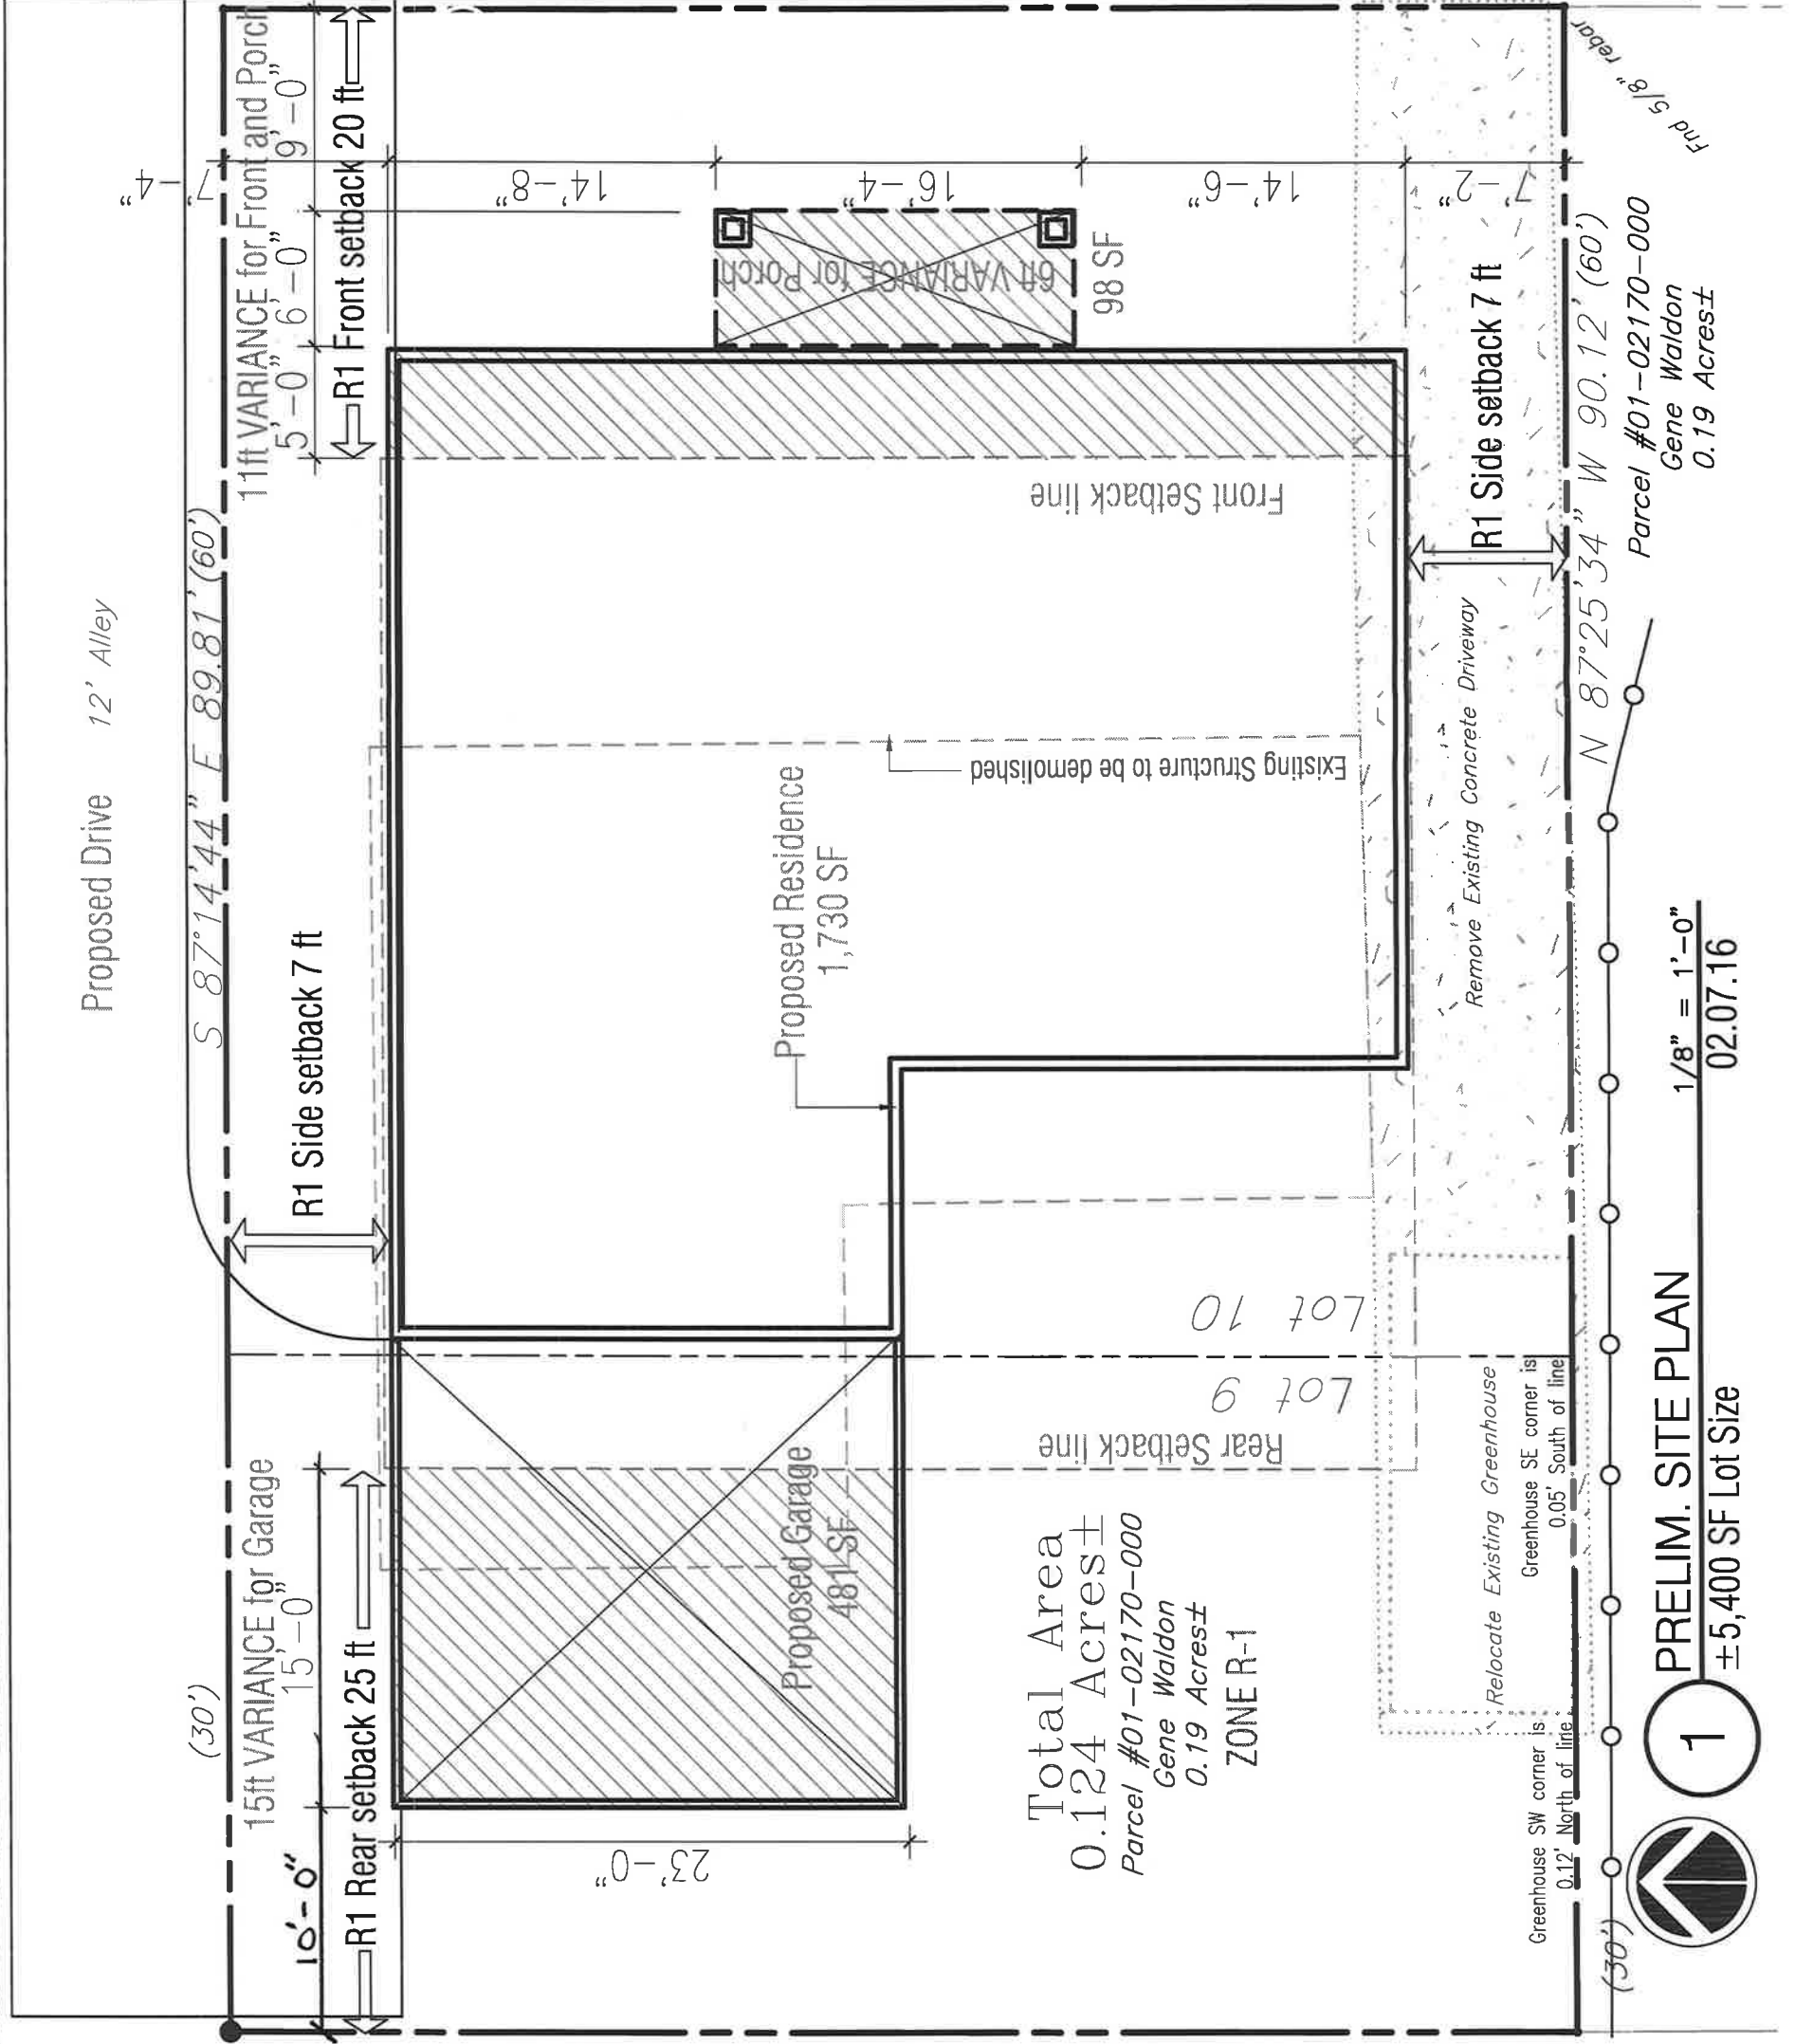 Proposed Drive 12' Alley
S 87°14'44" E 89.81' (60')
(30')
7'-4"
11ft VARIANCE for Front and Porch
5'-0" 6'-0" 9'-0"
R1 Front setback 20 ft
R1 Side setback 7 ft
15ft VARIANCE for Garage
15'-0"
10'-0"
R1 Rear setback 25 ft
14'-8"
16'-4"
14'-6"
7'-2"
6ft VARIANCE for Porch
98 SF
Front Setback line
Existing Structure to be demolished
Proposed Residence
1,730 SF
Proposed Garage
481 SF
23'-0"
Lot 10
Lot 9
Rear Setback line
Total Area
0.124 Acres±
Parcel #01-02170-000
Gene Waldon
0.19 Acres±
ZONE R-1
R1 Side setback 7 ft
Remove Existing Concrete Driveway
Relocate Existing Greenhouse
Greenhouse SE corner is
0.05' South of line
Greenhouse SW corner is
0.12' North of line
N 87°25'34" W 90.12' (60')
(30')
Fnd 5/8" rebar
Parcel #01-02170-000
Gene Waldon
0.19 Acres±
1
PRELIM. SITE PLAN 1/8" = 1'-0"
±5,400 SF Lot Size 02.07.16